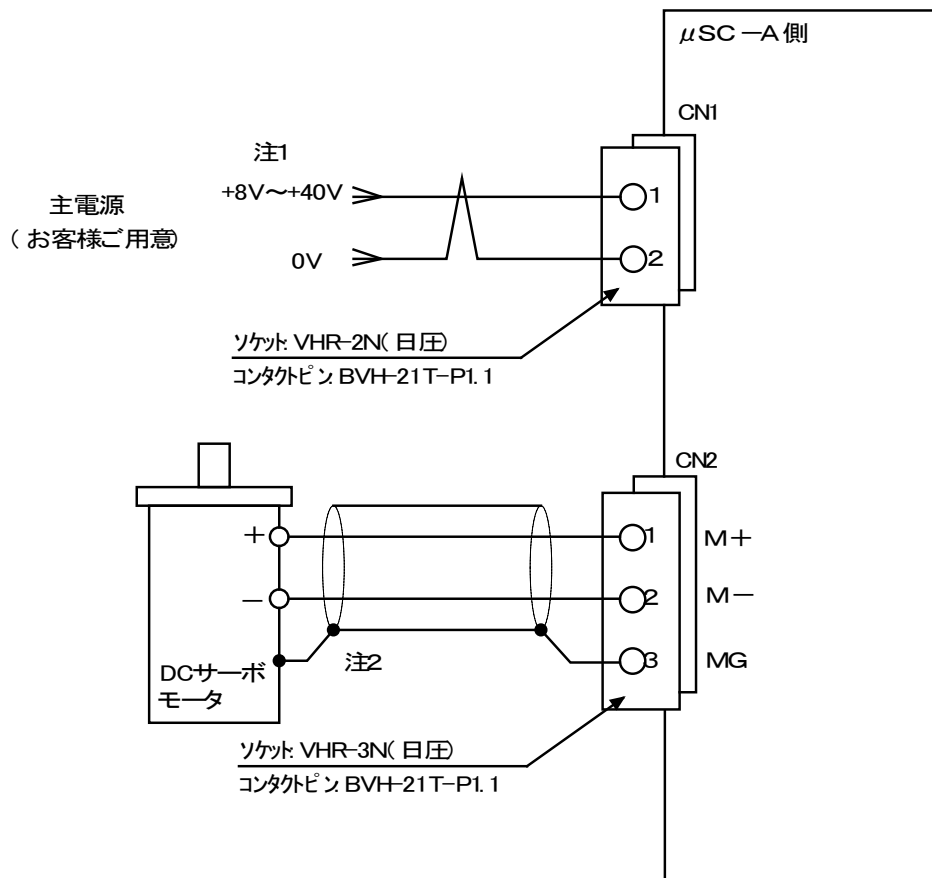 μSC－A側
CN1
注1
+8V～+40V
1
主電源
（お客様ご用意）
0V
2
ソケット: VHR-2N(日圧)
コンタクトピン: BVH-21T-P1.1
CN2
+
1
M＋
－
2
M－
DCサーボ
モータ
注2
3
MG
ソケット: VHR-3N(日圧)
コンタクトピン: BVH-21T-P1.1